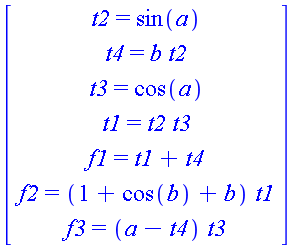 t2 = sin(a)
t4 = b t2
t3 = cos(a)
t1 = t2 t3
f1 = t1 + t4
f2 = (1 + cos(b) + b) t1
f3 = (a − t4) t3